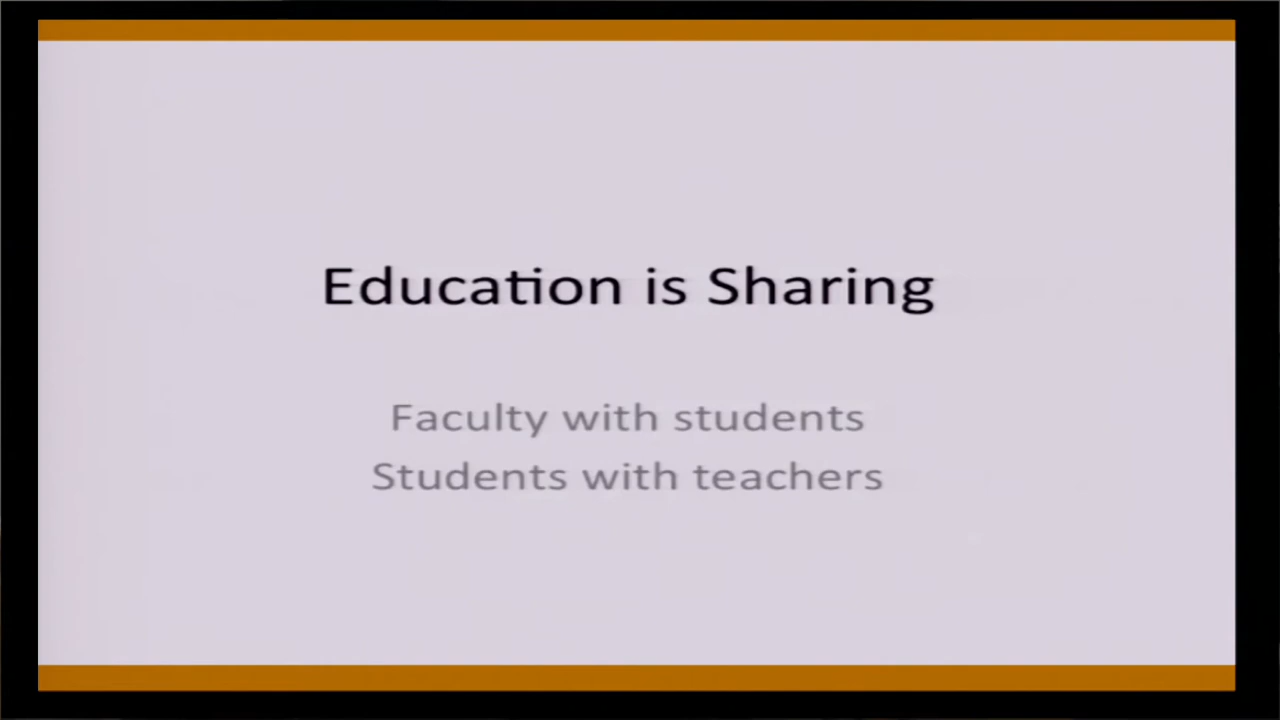 Education is Sharing
Faculty with students
Students with teachers